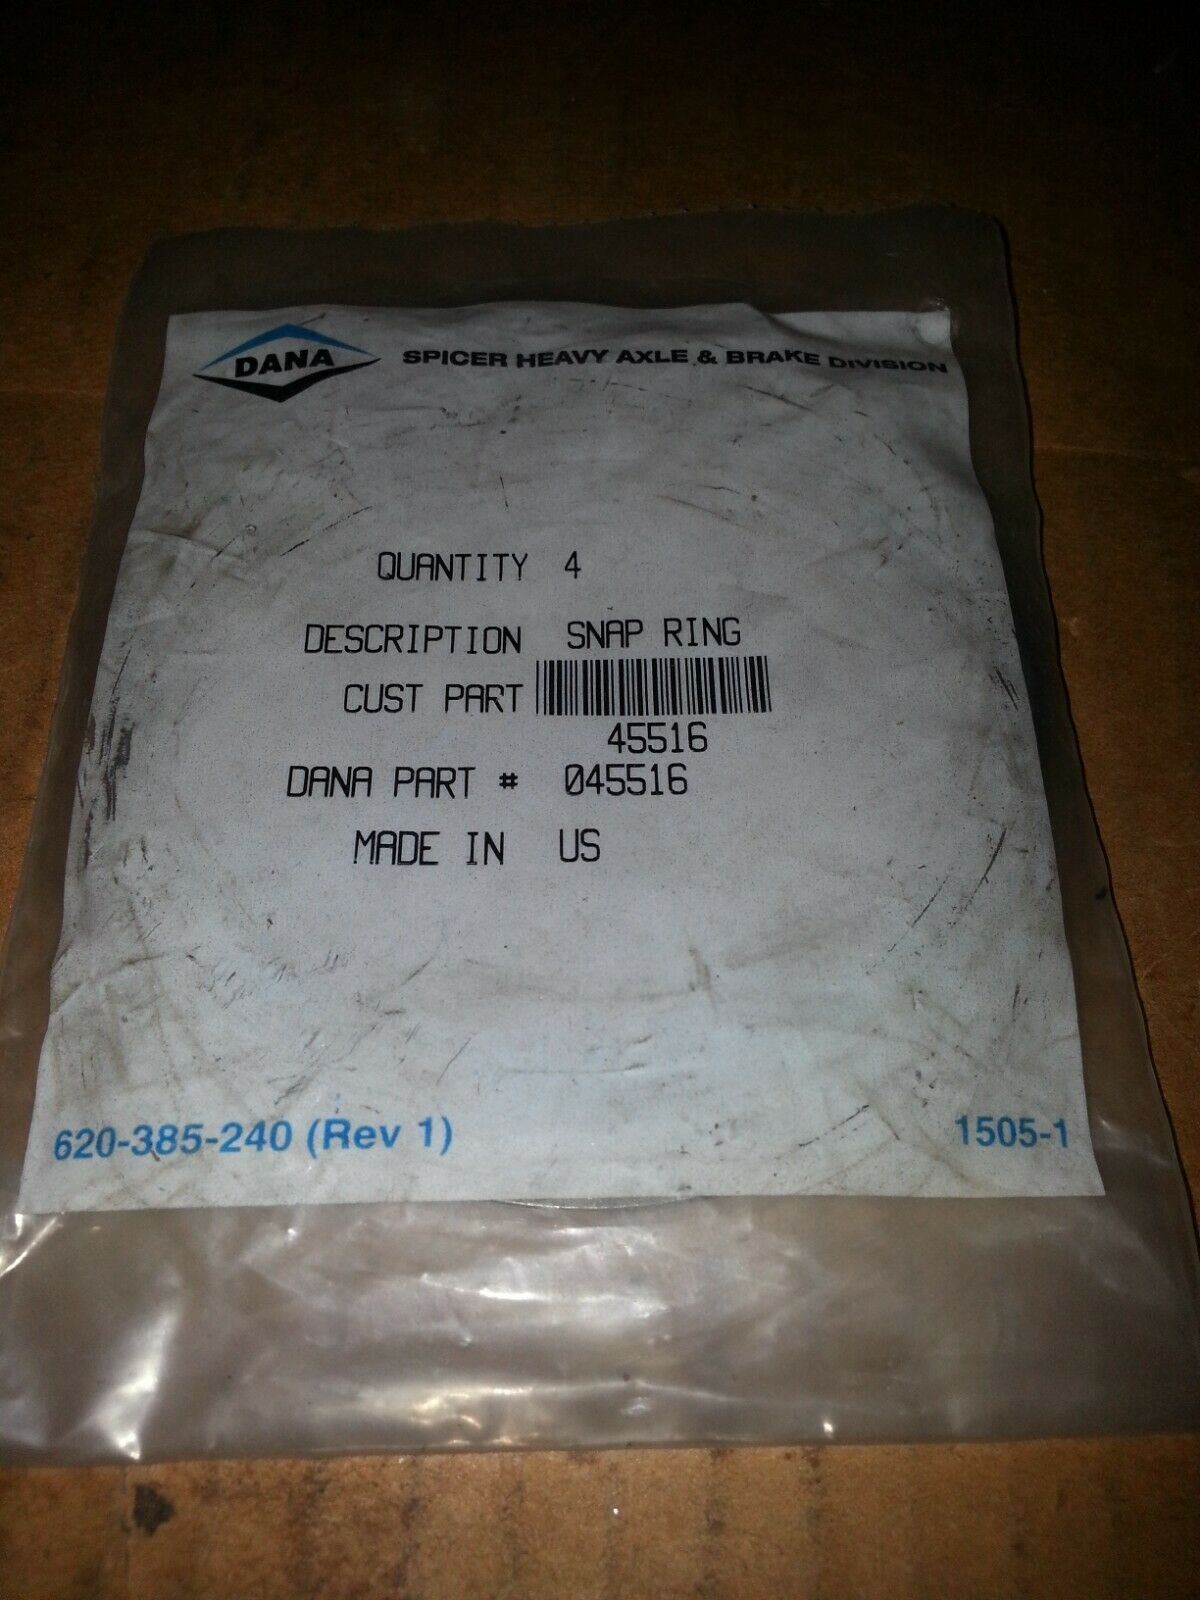 DANA SPICER HEAVY AXLE & BRAKE DIVISION
QUANTITY 4
DESCRIPTION SNAP RING
CUST PART
45516
DANA PART # 045516
MADE IN US
620-385-240 (Rev 1) 1505-1